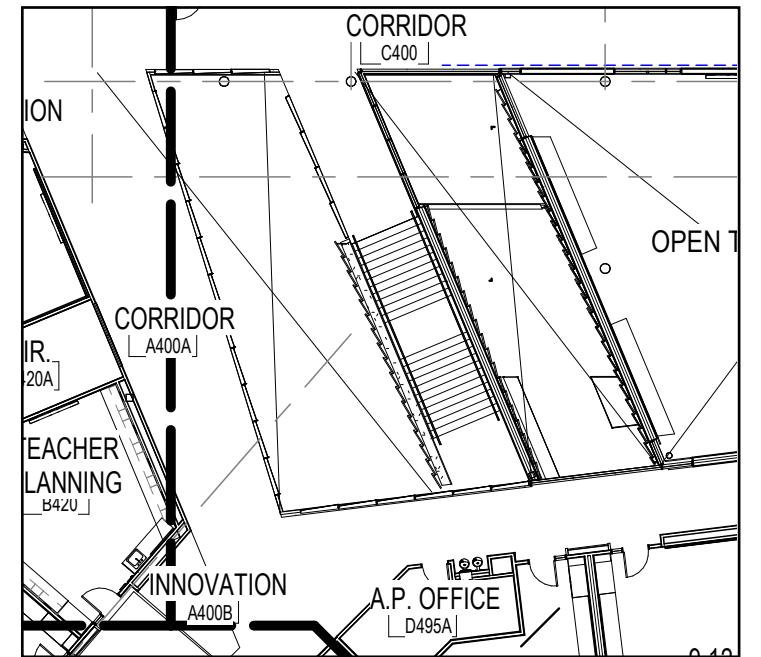 CORRIDOR
C400
ION
OPEN T
CORRIDOR
A400A
IR.
20A
TEACHER
LANNING
B420
INNOVATION
A400B
A.P. OFFICE
D495A